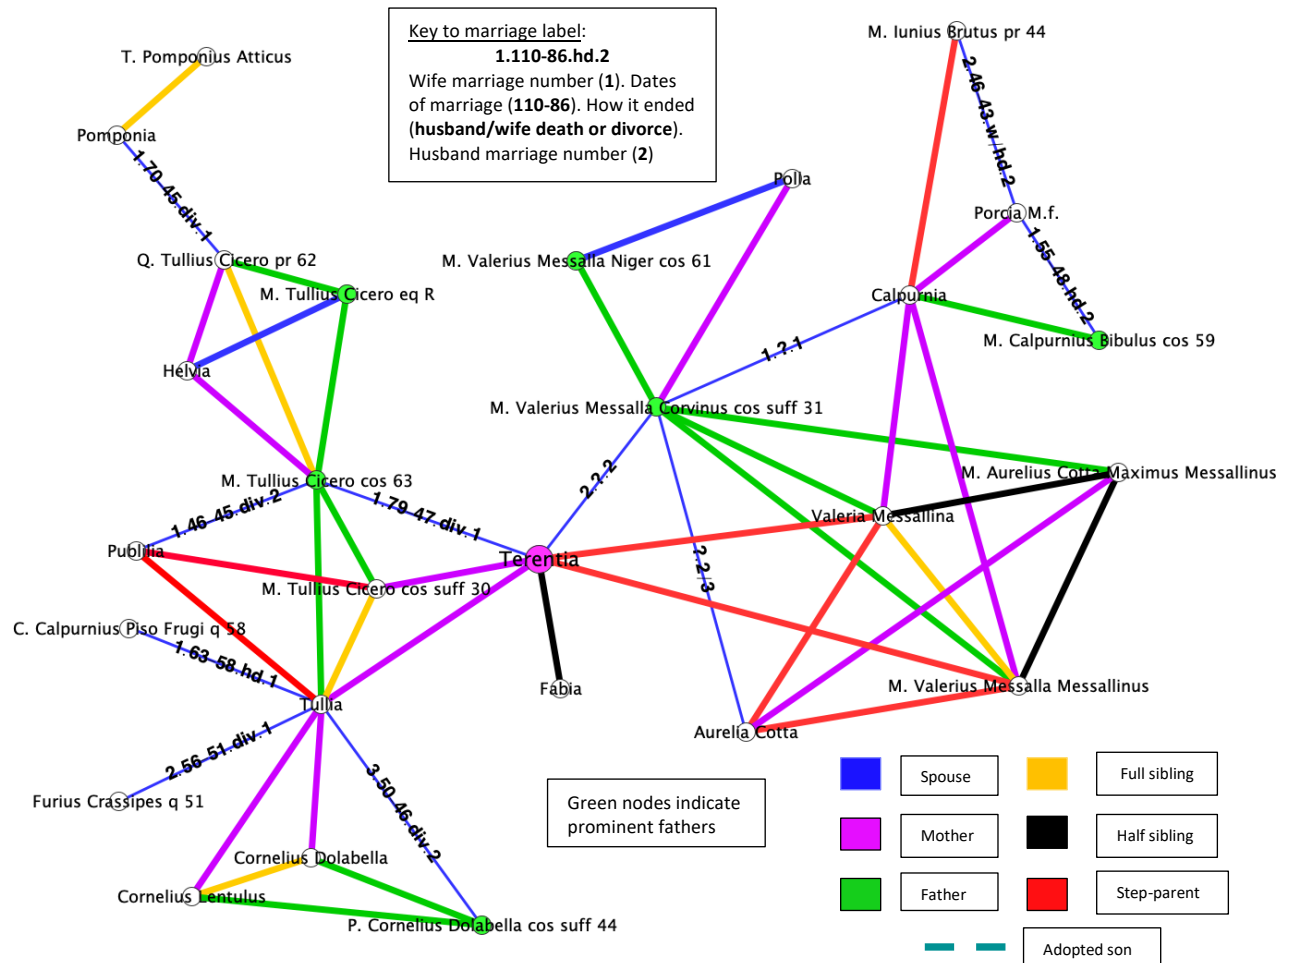 Key to marriage label:
1.110-86.hd.2
Wife marriage number (1). Dates
of marriage (110-86). How it ended
(husband/wife death or divorce).
Husband marriage number (2)
M. Iunius Brutus pr 44
T. Pomponius Atticus
Pomponia
2.46 43.w/hd.2
1.70 45.div.1
Polla
Porcia M.f.
1.55 48.hd.2
Q. Tullius Cicero pr 62
M. Valerius Messalla Niger cos 61
M. Tullius Cicero eq R
Calpurnia
M. Calpurnius Bibulus cos 59
1.?.1
Helvia
M. Valerius Messalla Corvinus cos suff 31
M. Tullius Cicero cos 63
2.?.2
M. Aurelius Cotta Maximus Messallinus
1.46 45.div.2
1.79 47.div.1
Valeria Messallina
Publilia
Terentia
?.2/3
M. Tullius Cicero cos suff 30
C. Calpurnius Piso Frugi q 58
1.63 58.hd.1
Fabia
M. Valerius Messalla Messallinus
Tullia
Aurelia Cotta
2.56 51.div.1
3.50 46.div.2
Furius Crassipes q 51
Green nodes indicate
prominent fathers
Spouse
Full sibling
Mother
Half sibling
Father
Step-parent
Adopted son
Cornelius Dolabella
Cornelius Lentulus
P. Cornelius Dolabella cos suff 44